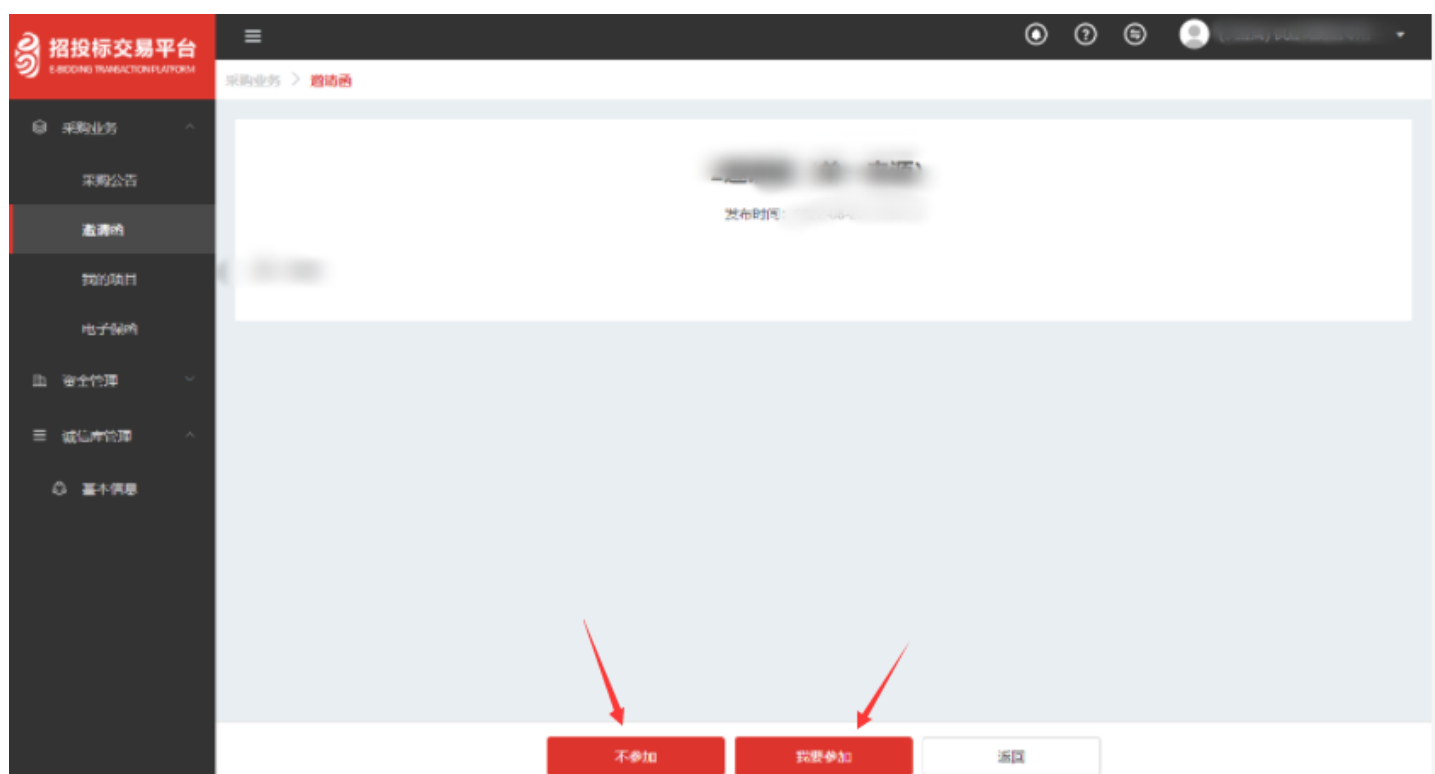 招投标交易平台
E-BIDDING TRANSACTION PLATFORM
采购业务 > 邀请函
采购业务
采购公告
邀请函
我的项目
电子保函
资金管理
诚信库管理
基本信息
发布时间:
不参加
我要参加
返回